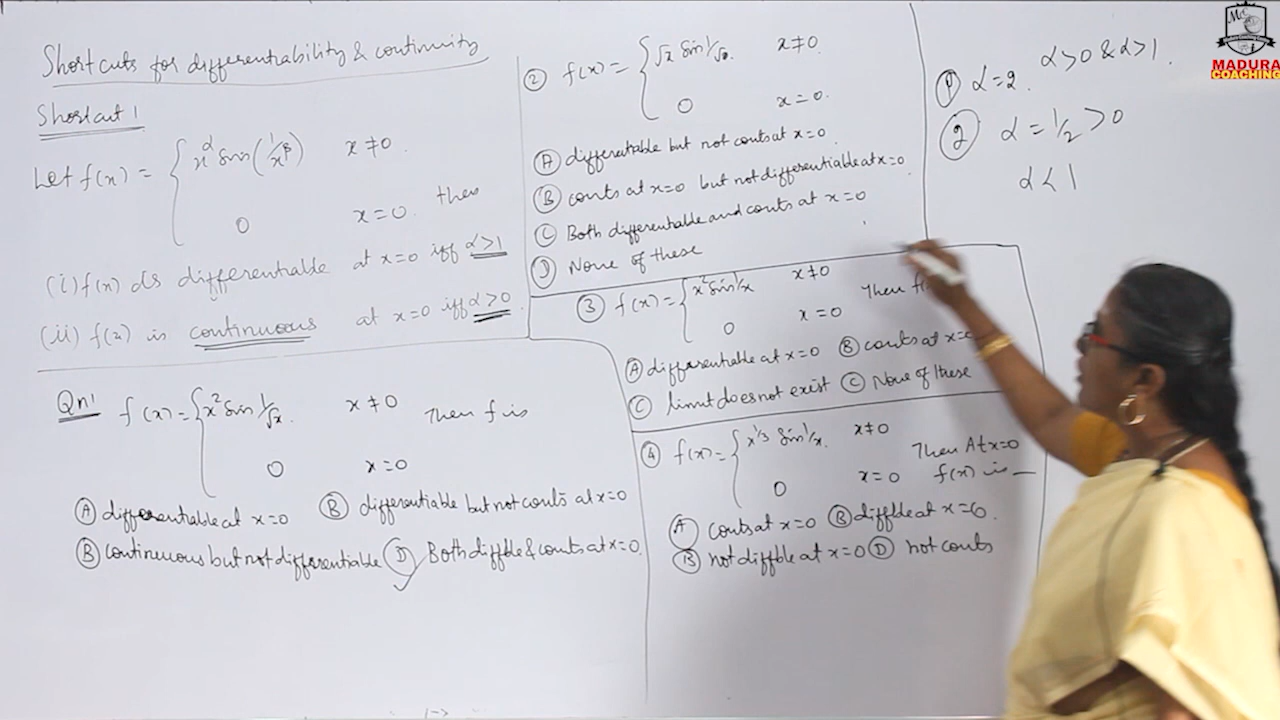 Shortcuts for differentiability & continuity
Shortcut 1
Let f(x) = { x^α sin(1/x^β) x ≠ 0.
0 x = 0. then
(i) f(x) is differentiable at x=0 iff α>1
(ii) f(x) is continuous at x=0 iff α>0
Qn1 f(x) = { x² sin 1/√x x ≠ 0 Then f is
0 x = 0
(A) differentiable at x=0 (B) differentiable but not conts at x=0
(B) continuous but not differentiable (D) Both diffble & conts at x=0.
(2) f(x) = { √x sin 1/√x. x ≠ 0.
0 x = 0.
(A) differentiable but not conts at x=0
(B) conts at x=0 but not differentiable at x=0
(C) Both differentiable and conts at x=0
(D) None of these
(3) f(x) = { x² sin 1/x x ≠ 0
0 x = 0 Then
(A) differentiable at x=0 (B) conts at x=0
(C) limit does not exist (C) None of these
(4) f(x) = { x^1/3 sin 1/x. x ≠ 0
0 x = 0 Then At x=0
f(x) is —
(A) conts at x=0 (B) diffble at x=0.
(B) not diffble at x=0 (D) not conts
(1) α=2. α>0 & α>1.
(2) α = 1/2 > 0
α < 1
MADURA
COACHING